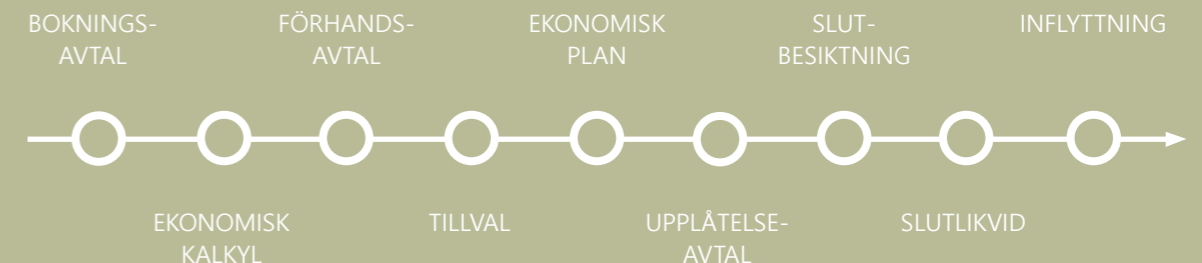 BOKNINGS-
AVTAL
EKONOMISK
KALKYL
FÖRHANDS-
AVTAL
TILLVAL
EKONOMISK
PLAN
UPPLÅTELSE-
AVTAL
SLUT-
BESIKTNING
SLUTLIKVID
INFLYTTNING